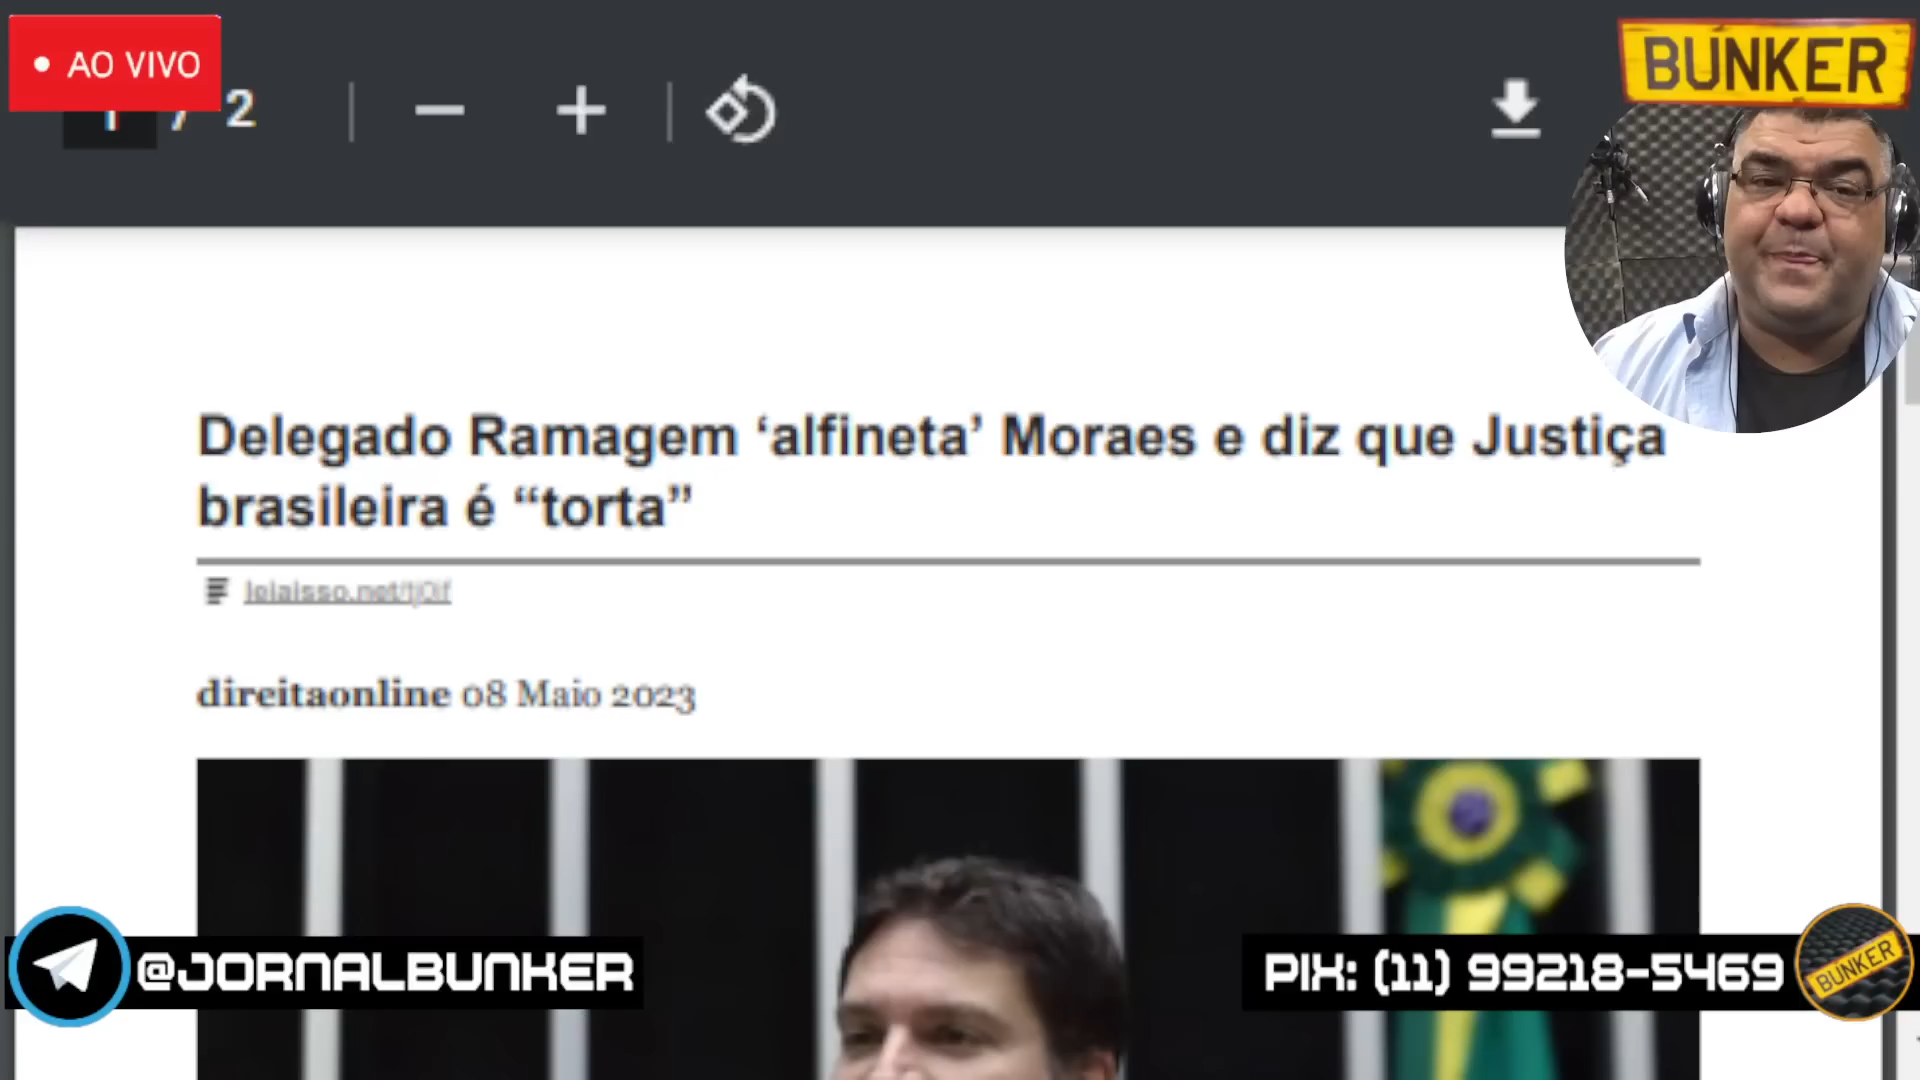 AO VIVO
BUNKER
/ 2
Delegado Ramagem ‘alfineta’ Moraes e diz que Justiça
brasileira é “torta”
direitaonline 08 Maio 2023
@JORNALBUNKER
PIX: (11) 99218-5469
BUNKER